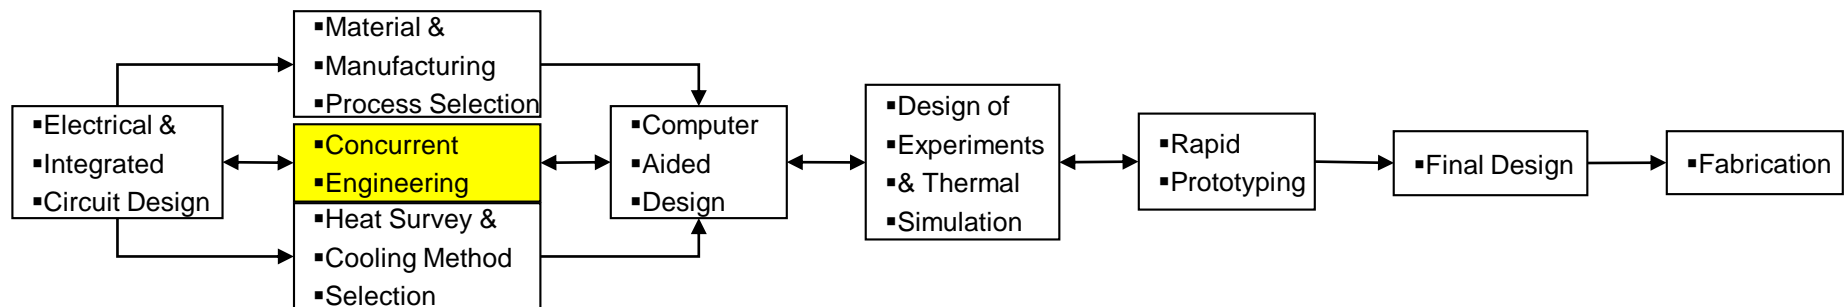 ▪Material &
▪Manufacturing
▪Process Selection
▪Electrical &
▪Integrated
▪Circuit Design
▪Concurrent
▪Engineering
▪Heat Survey &
▪Cooling Method
▪Selection
▪Computer
▪Aided
▪Design
▪Design of
▪Experiments
▪& Thermal
▪Simulation
▪Rapid
▪Prototyping
▪Final Design
▪Fabrication